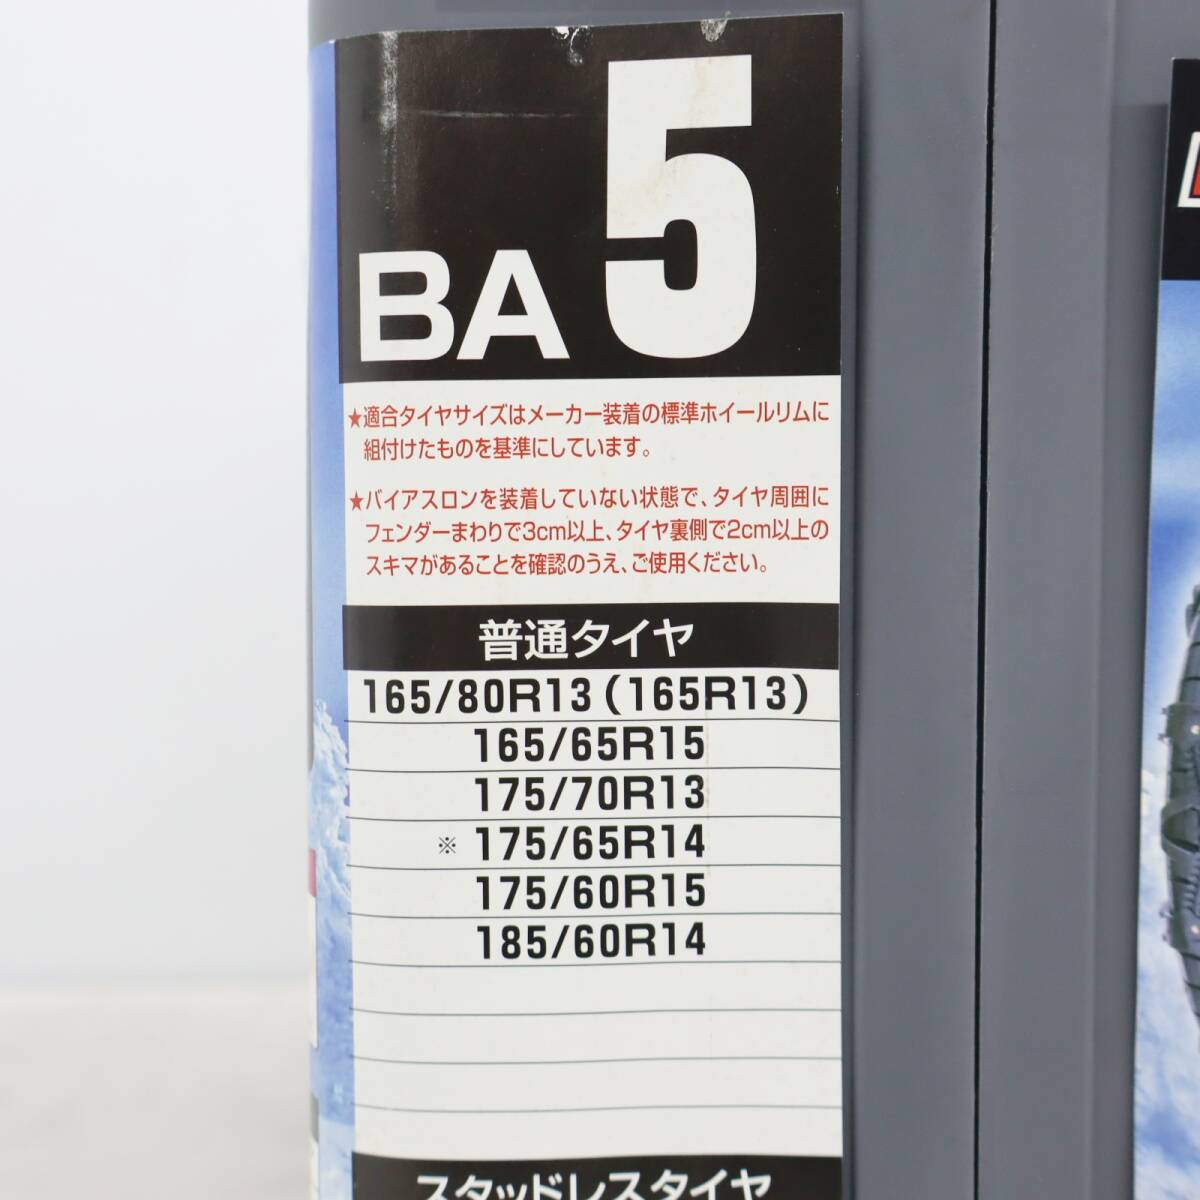 BA5
★適合タイヤサイズはメーカー装着の標準ホイールリムに
組付けたものを基準にしています。
★バイアスロンを装着していない状態で、タイヤ周囲に
フェンダーまわりで3cm以上、タイヤ裏側で2cm以上の
スキマがあることを確認のうえ、ご使用ください。
普通タイヤ
165/80R13(165R13)
165/65R15
175/70R13
※ 175/65R14
175/60R15
185/60R14
スタッドレスタイヤ